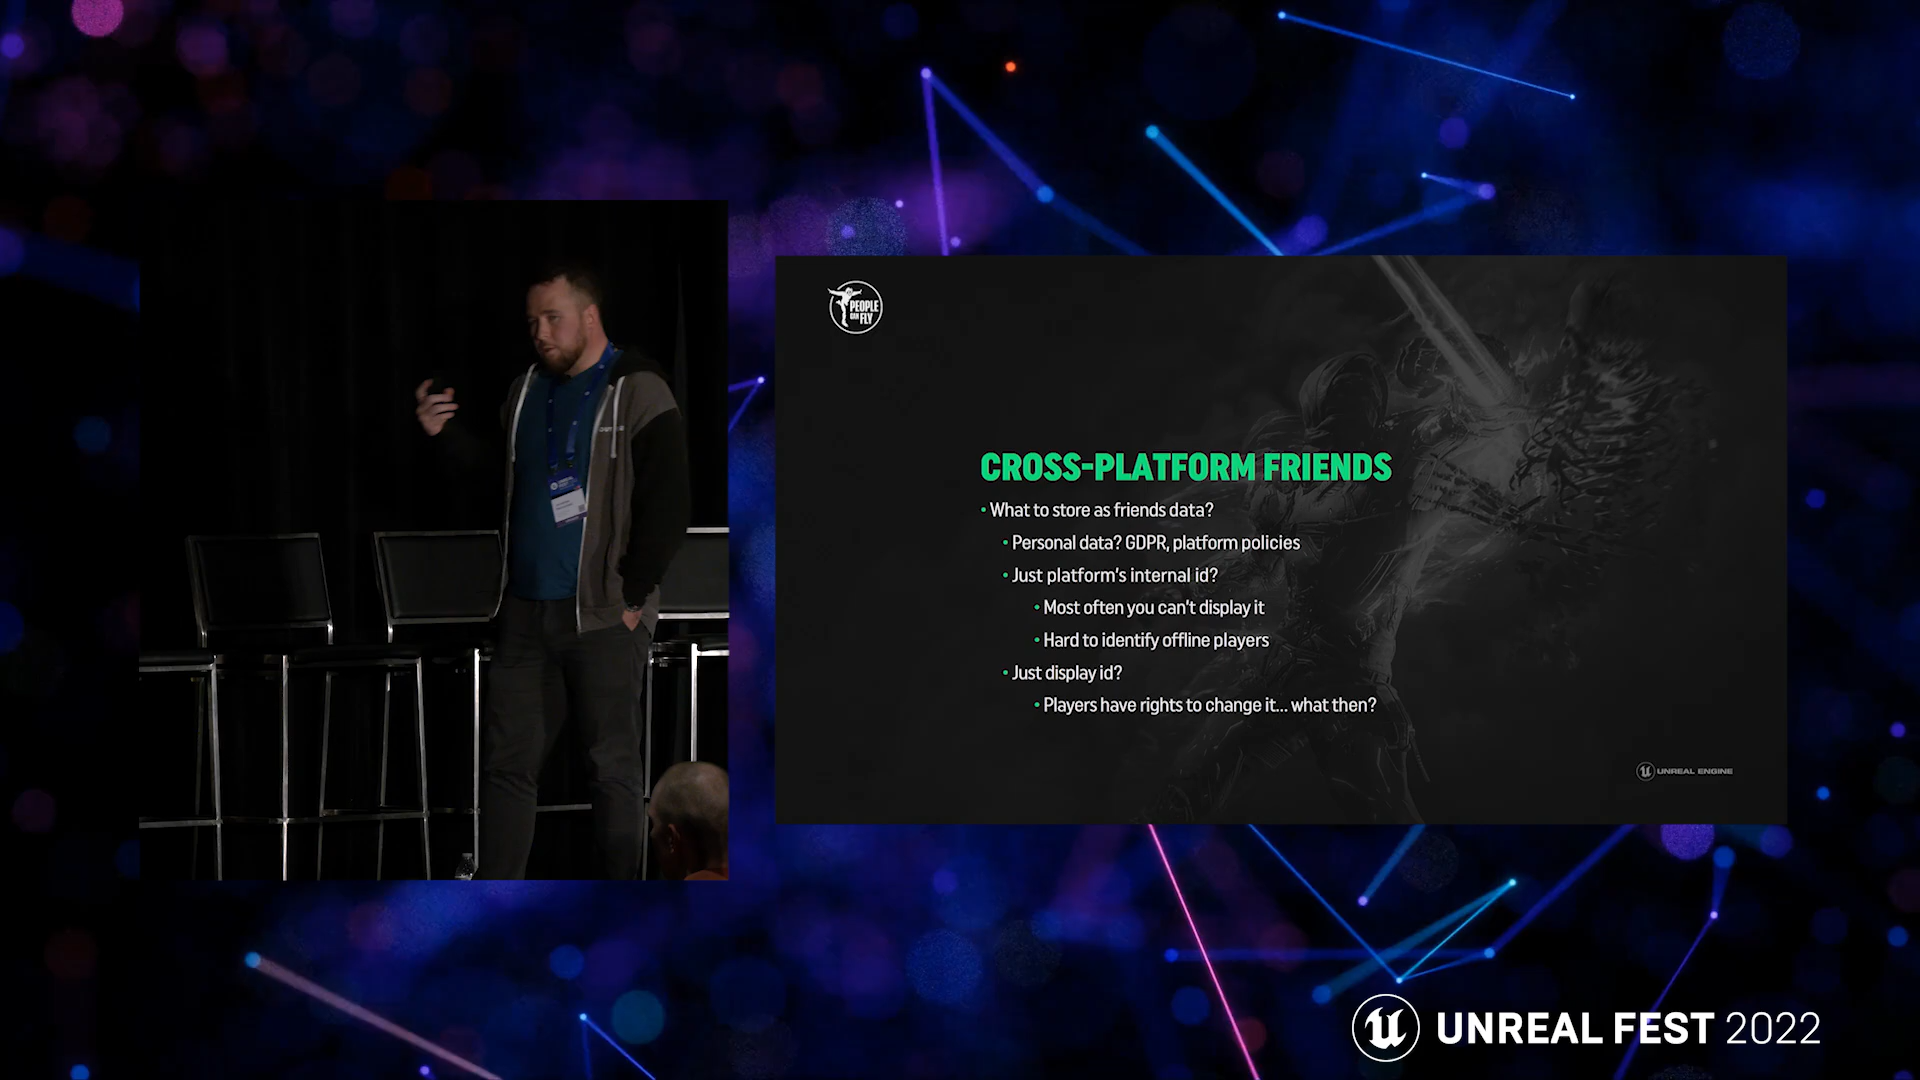 PEOPLE
CAN
FLY
CROSS-PLATFORM FRIENDS
• What to store as friends data?
• Personal data? GDPR, platform policies
• Just platform's internal id?
• Most often you can't display it
• Hard to identify offline players
• Just display id?
• Players have rights to change it... what then?
UNREAL ENGINE
UNREAL FEST 2022